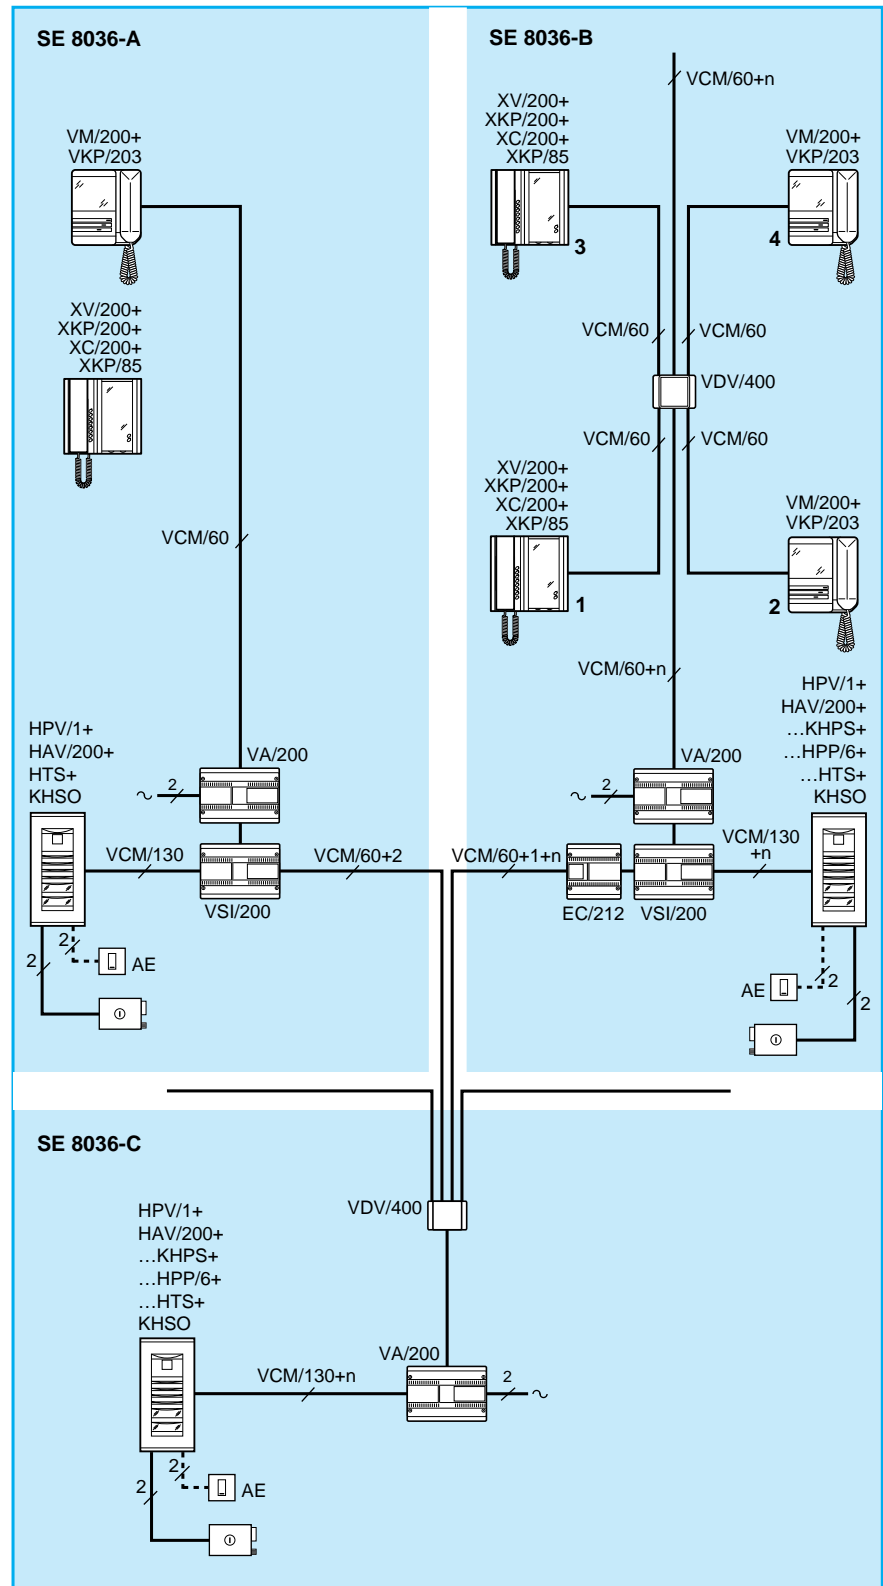 SE 8036-A
VM/200+
VKP/203
XV/200+
XKP/200+
XC/200+
XKP/85
VCM/60
HPV/1+
HAV/200+
HTS+
KHSO
VA/200
2
VCM/130
VCM/60+2
VSI/200
2
2
AE
SE 8036-B
VCM/60+n
XV/200+
XKP/200+
XC/200+
XKP/85
3
VM/200+
VKP/203
4
VCM/60
VCM/60
VDV/400
VCM/60
VCM/60
XV/200+
XKP/200+
XC/200+
XKP/85
1
VM/200+
VKP/203
2
VCM/60+n
HPV/1+
HAV/200+
...KHPS+
...HPP/6+
...HTS+
KHSO
VA/200
2
VCM/60+1+n
VCM/130
+n
EC/212
VSI/200
AE
2
2
SE 8036-C
VDV/400
HPV/1+
HAV/200+
...KHPS+
...HPP/6+
...HTS+
KHSO
VA/200
VCM/130+n
2
2
2
AE